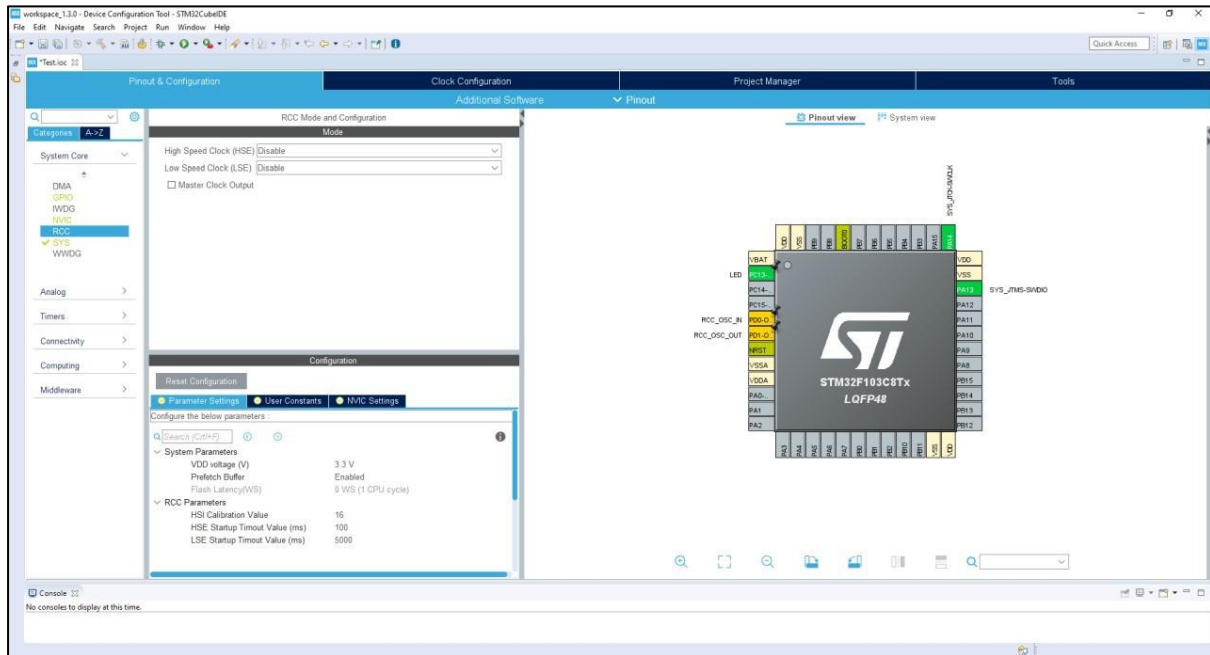 workspace_1.3.0 - Device Configuration Tool - STM32CubeIDE
File Edit Navigate Search Project Run Window Help
Quick Access
*Test.ioc
Pinout & Configuration
Clock Configuration
Project Manager
Tools
Additional Software
Pinout
Categories A->Z
System Core
DMA
GPIO
IWDG
NVIC
RCC
SYS
WWDG
Analog
Timers
Connectivity
Computing
Middleware
RCC Mode and Configuration
Mode
High Speed Clock (HSE) Disable
Low Speed Clock (LSE) Disable
Master Clock Output
Configuration
Reset Configuration
Parameter Settings User Constants NVIC Settings
Configure the below parameters :
Search (Crtl+F)
System Parameters
VDD voltage (V) 3.3 V
Prefetch Buffer Enabled
Flash Latency(WS) 0 WS (1 CPU cycle)
RCC Parameters
HSI Calibration Value 16
HSE Startup Timout Value (ms) 100
LSE Startup Timout Value (ms) 5000
Pinout view System view
SYS_JTCK-SWCLK
VDD VSS PB9 PB8 BOOT0 PB7 PB6 PB5 PB4 PB3 PA15 PA14
VBAT
LED PC13-..
PC14-..
PC15-..
RCC_OSC_IN PD0-O..
RCC_OSC_OUT PD1-O..
NRST
VSSA
VDDA
PA0-..
PA1
PA2
VDD
VSS
PA13 SYS_JTMS-SWDIO
PA12
PA11
PA10
PA9
PA8
PB15
PB14
PB13
PB12
STM32F103C8Tx
LQFP48
PA3 PA4 PA5 PA6 PA7 PB0 PB1 PB2 PB10 PB11 VSS VDD
Console
No consoles to display at this time.